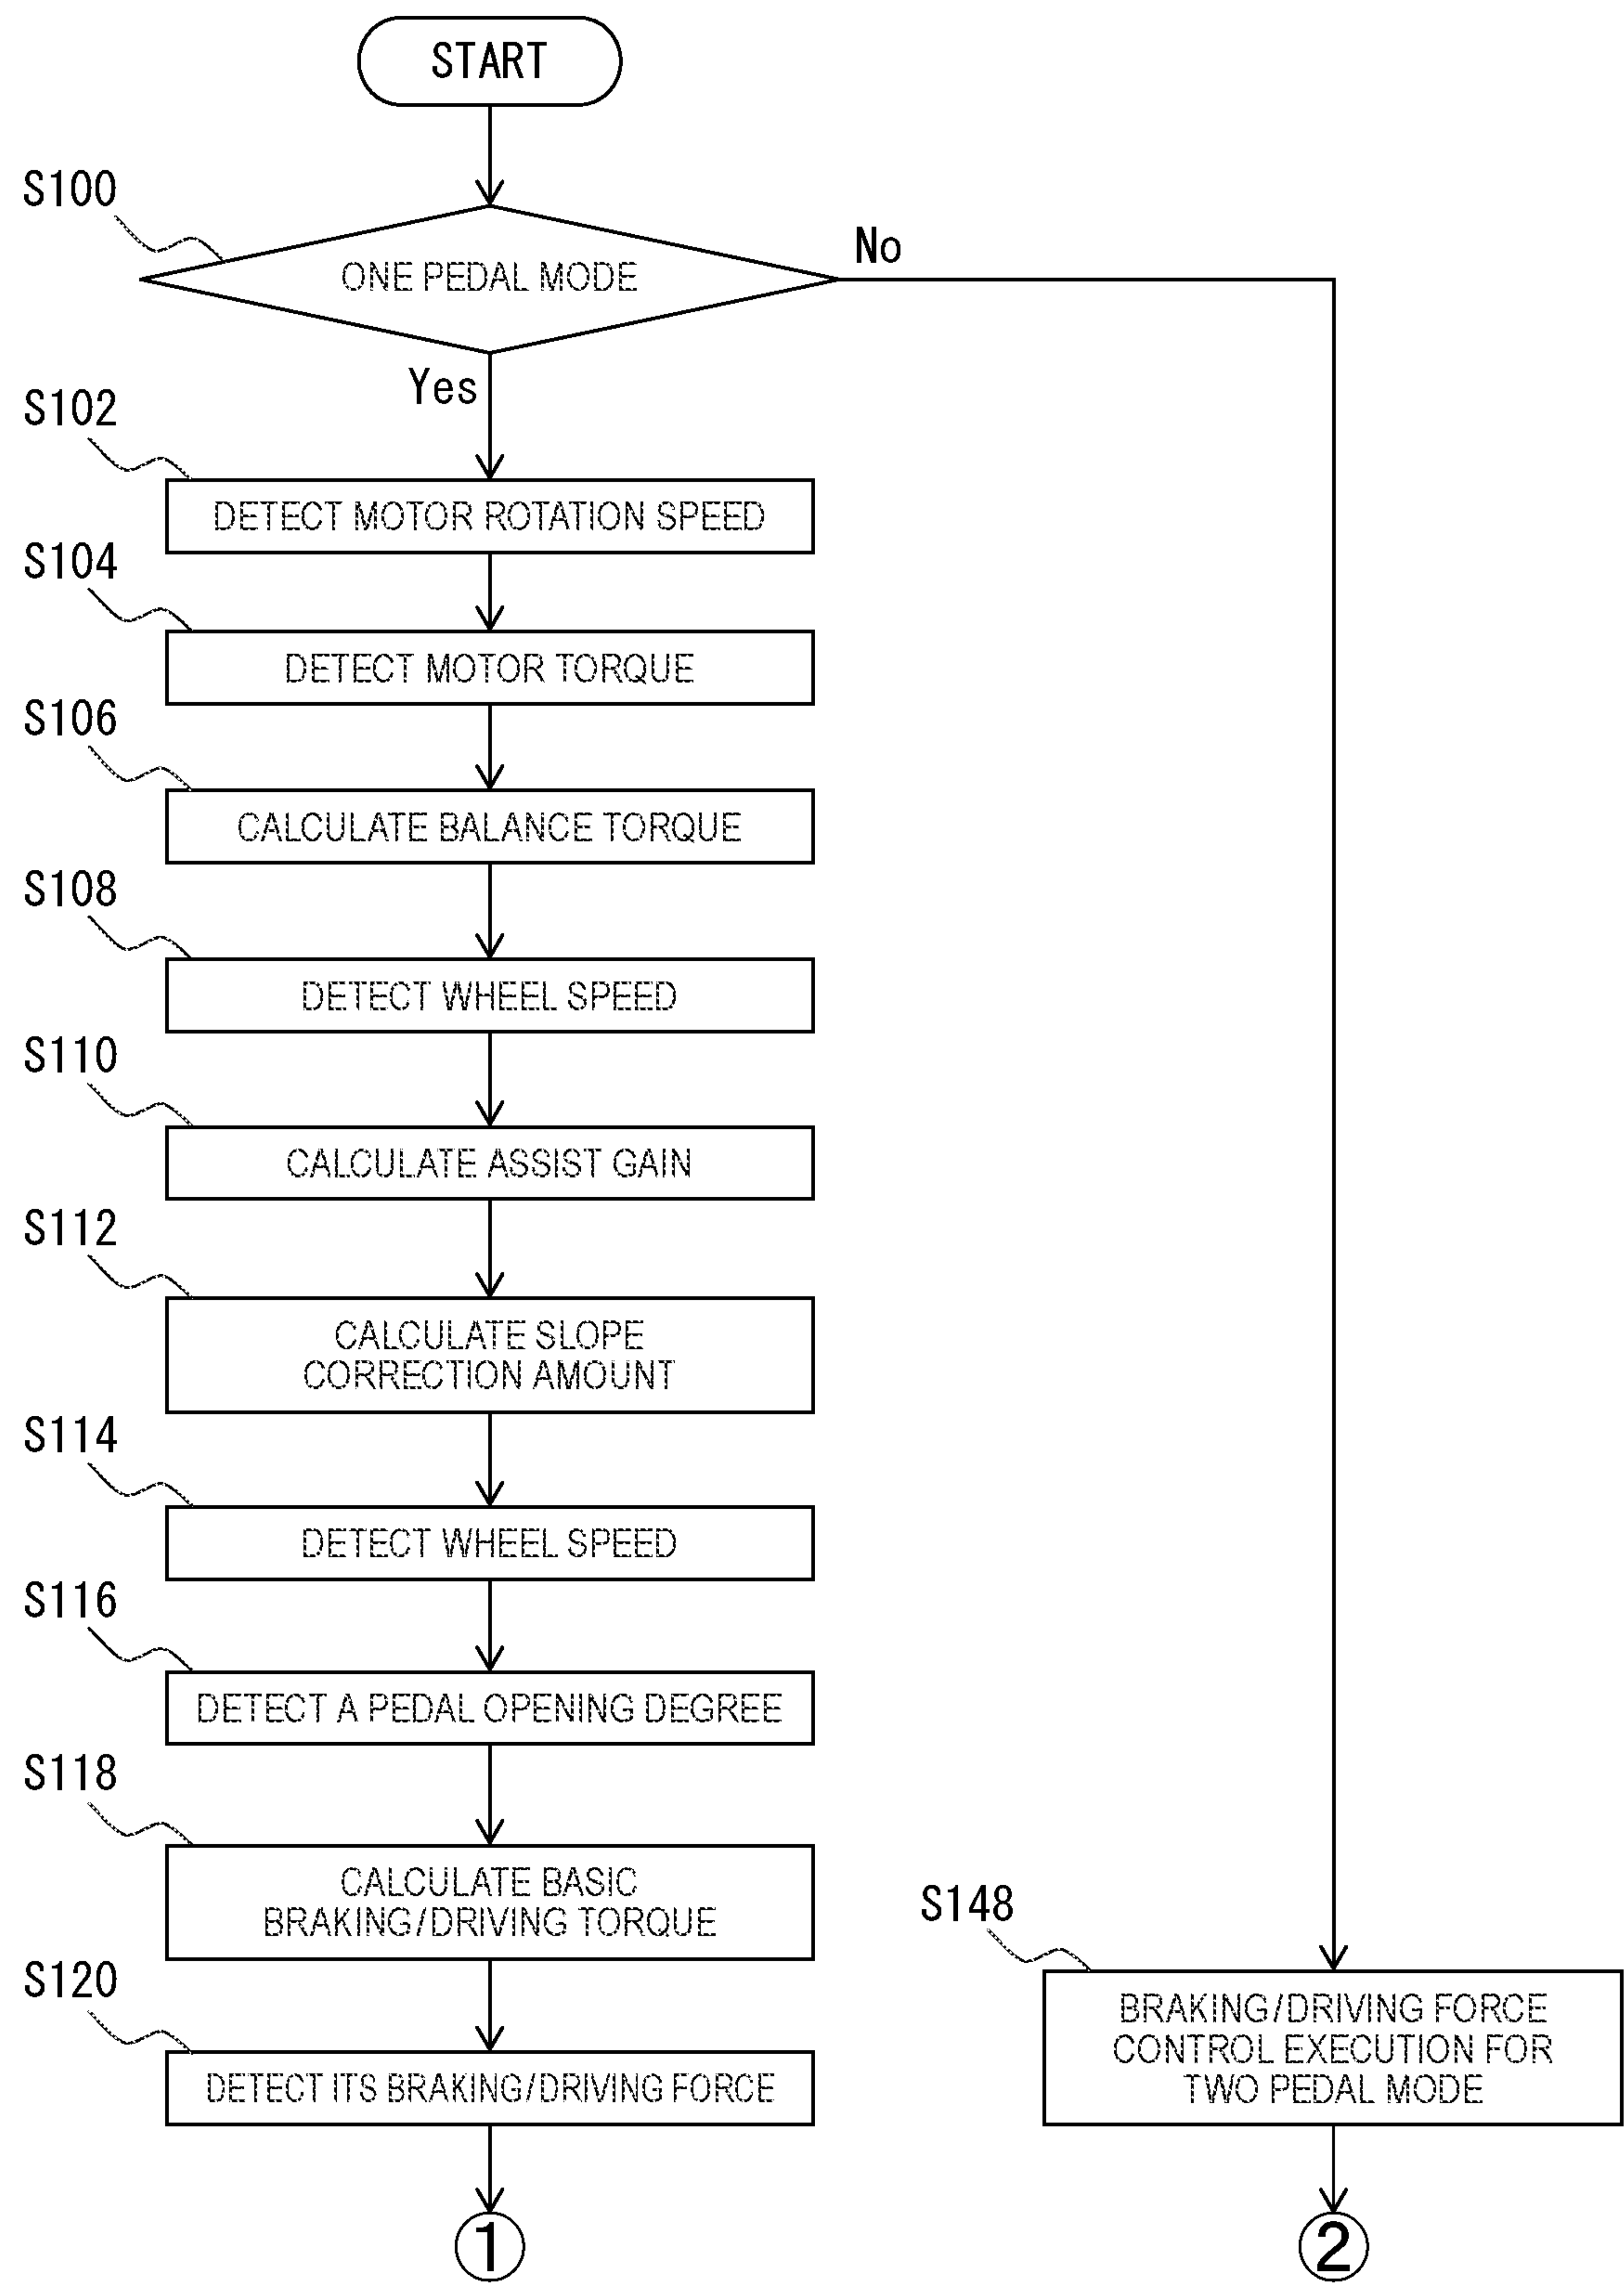 START
S100
ONE PEDAL MODE
No
Yes
S102
DETECT MOTOR ROTATION SPEED
S104
DETECT MOTOR TORQUE
S106
CALCULATE BALANCE TORQUE
S108
DETECT WHEEL SPEED
S110
CALCULATE ASSIST GAIN
S112
CALCULATE SLOPE
CORRECTION AMOUNT
S114
DETECT WHEEL SPEED
S116
DETECT A PEDAL OPENING DEGREE
S118
CALCULATE BASIC
BRAKING/DRIVING TORQUE
S120
DETECT ITS BRAKING/DRIVING FORCE
1
S148
BRAKING/DRIVING FORCE
CONTROL EXECUTION FOR
TWO PEDAL MODE
2